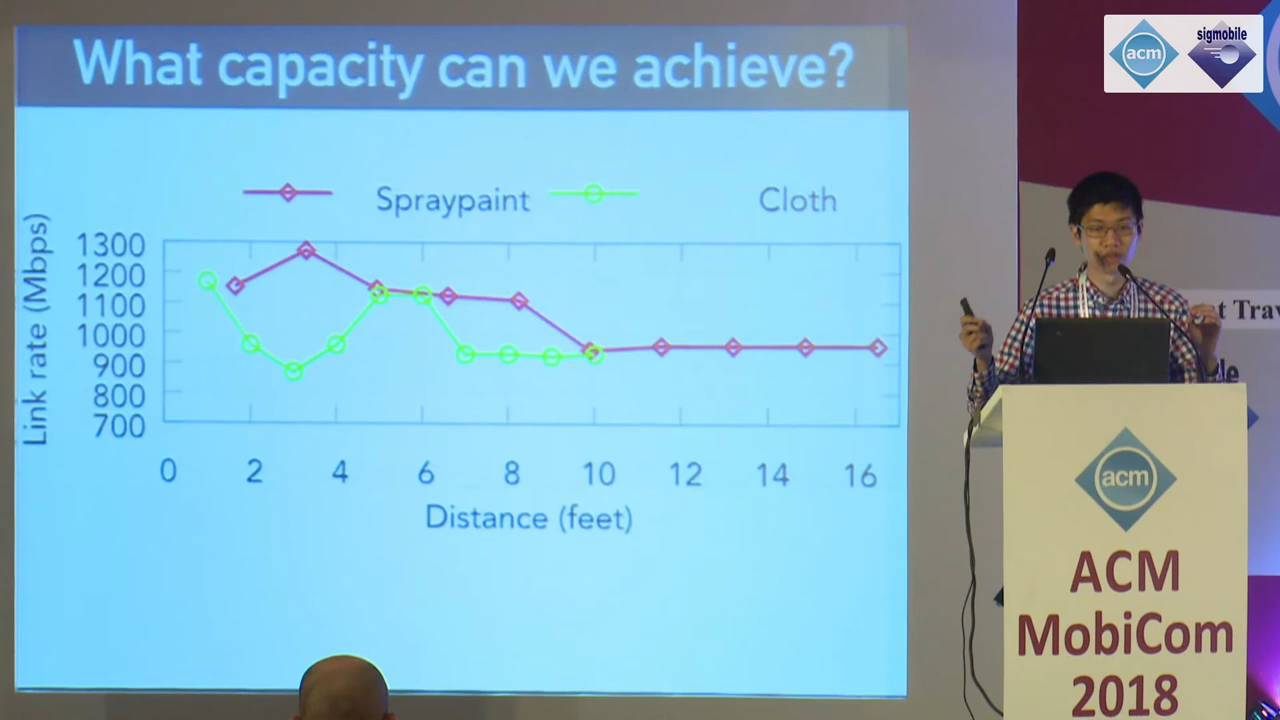 What capacity can we achieve?
acm
sigmobile
Spraypaint
Cloth
Link rate (Mbps)
1300
1200
1100
1000
900
800
700
0 2 4 6 8 10 12 14 16
Distance (feet)
acm
ACM
MobiCom
2018